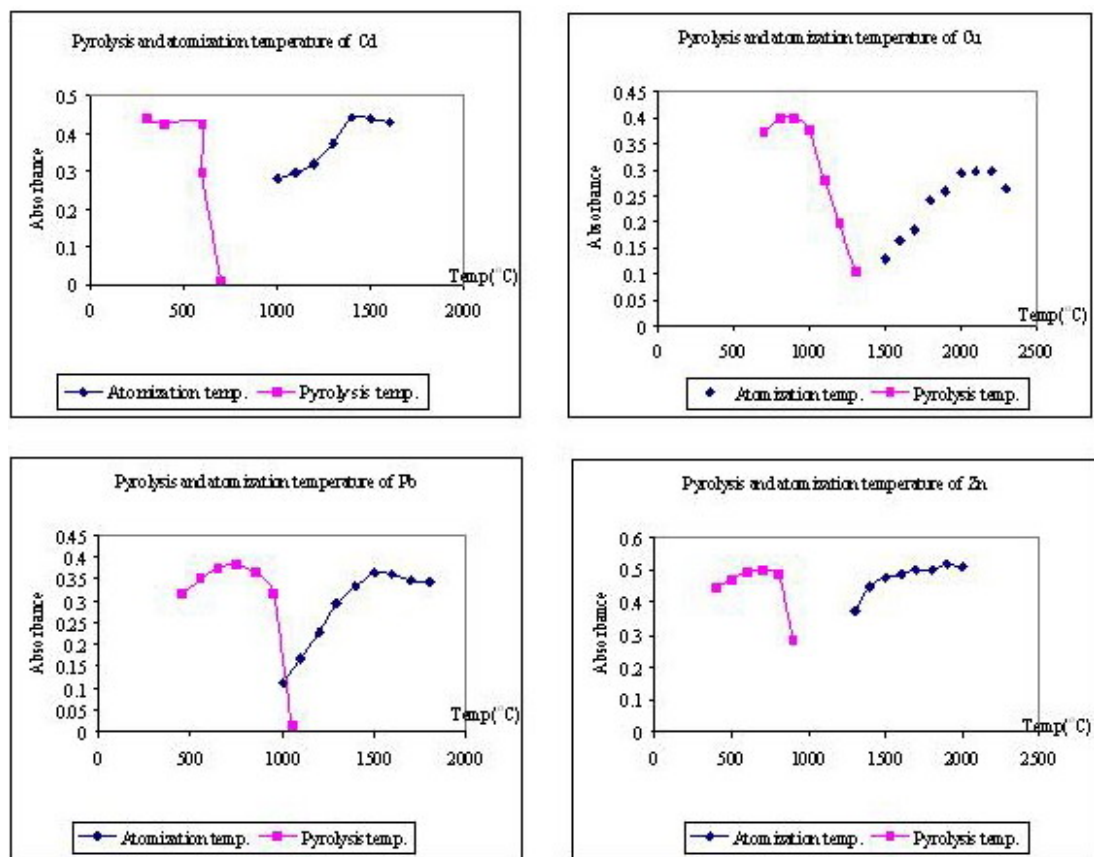 Pyrolysis and atomization temperature of Cd
0.5
0.4
0.3
0.2
0.1
0
Absorbance
Temp(°C)
0 500 1000 1500 2000
Atomization temp. Pyrolysis temp.
Pyrolysis and atomization temperature of Cu
0.45
0.4
0.35
0.3
0.25
0.2
0.15
0.1
0.05
0
Absorbance
Temp(°C)
0 500 1000 1500 2000 2500
Atomization temp. Pyrolysis temp.
Pyrolysis and atomization temperature of Pb
0.45
0.4
0.35
0.3
0.25
0.2
0.15
0.1
0.05
0
Absorbance
Temp(°C)
0 500 1000 1500 2000
Atomization temp. Pyrolysis temp.
Pyrolysis and atomization temperature of Zn
0.6
0.5
0.4
0.3
0.2
0.1
0
Absorbance
Temp(°C)
0 500 1000 1500 2000 2500
Atomization temp. Pyrolysis temp.